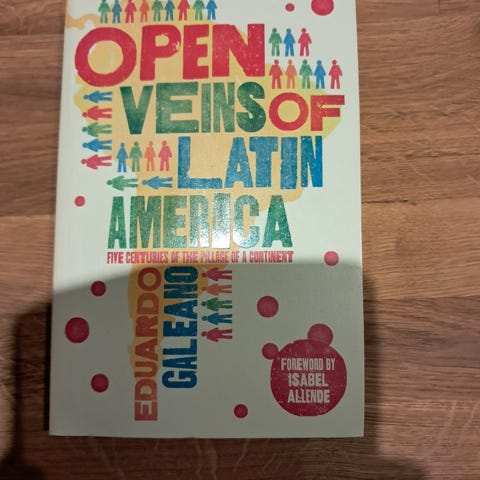 OPEN
VEINS OF
LATIN
AMERICA
FIVE CENTURIES OF THE PILLAGE OF A CONTINENT
EDUARDO
GALEANO
FOREWORD BY
ISABEL
ALLENDE